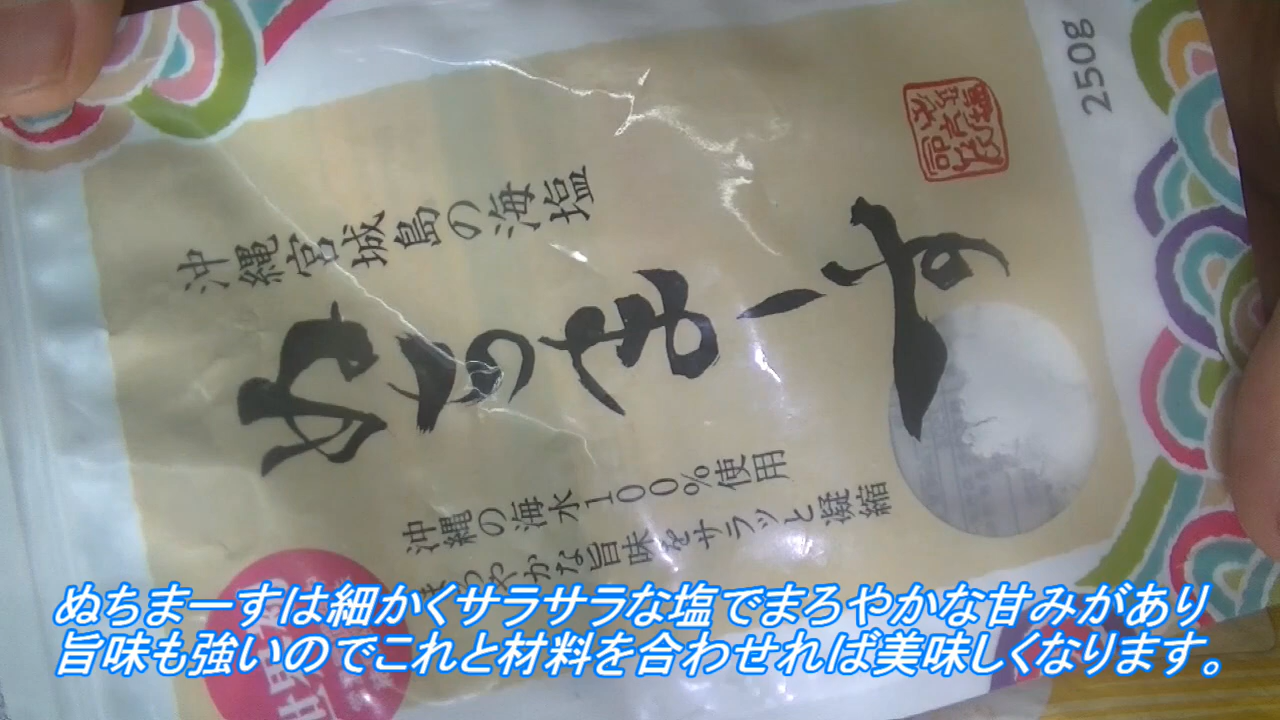 250g
沖縄宮城島の海塩
ぬちまーす
沖縄の海水100%使用
まろやかな旨味をサラッと凝縮
ぬちまーすは細かくサラサラな塩でまろやかな甘みがあり
旨味も強いのでこれと材料を合わせれば美味しくなります。